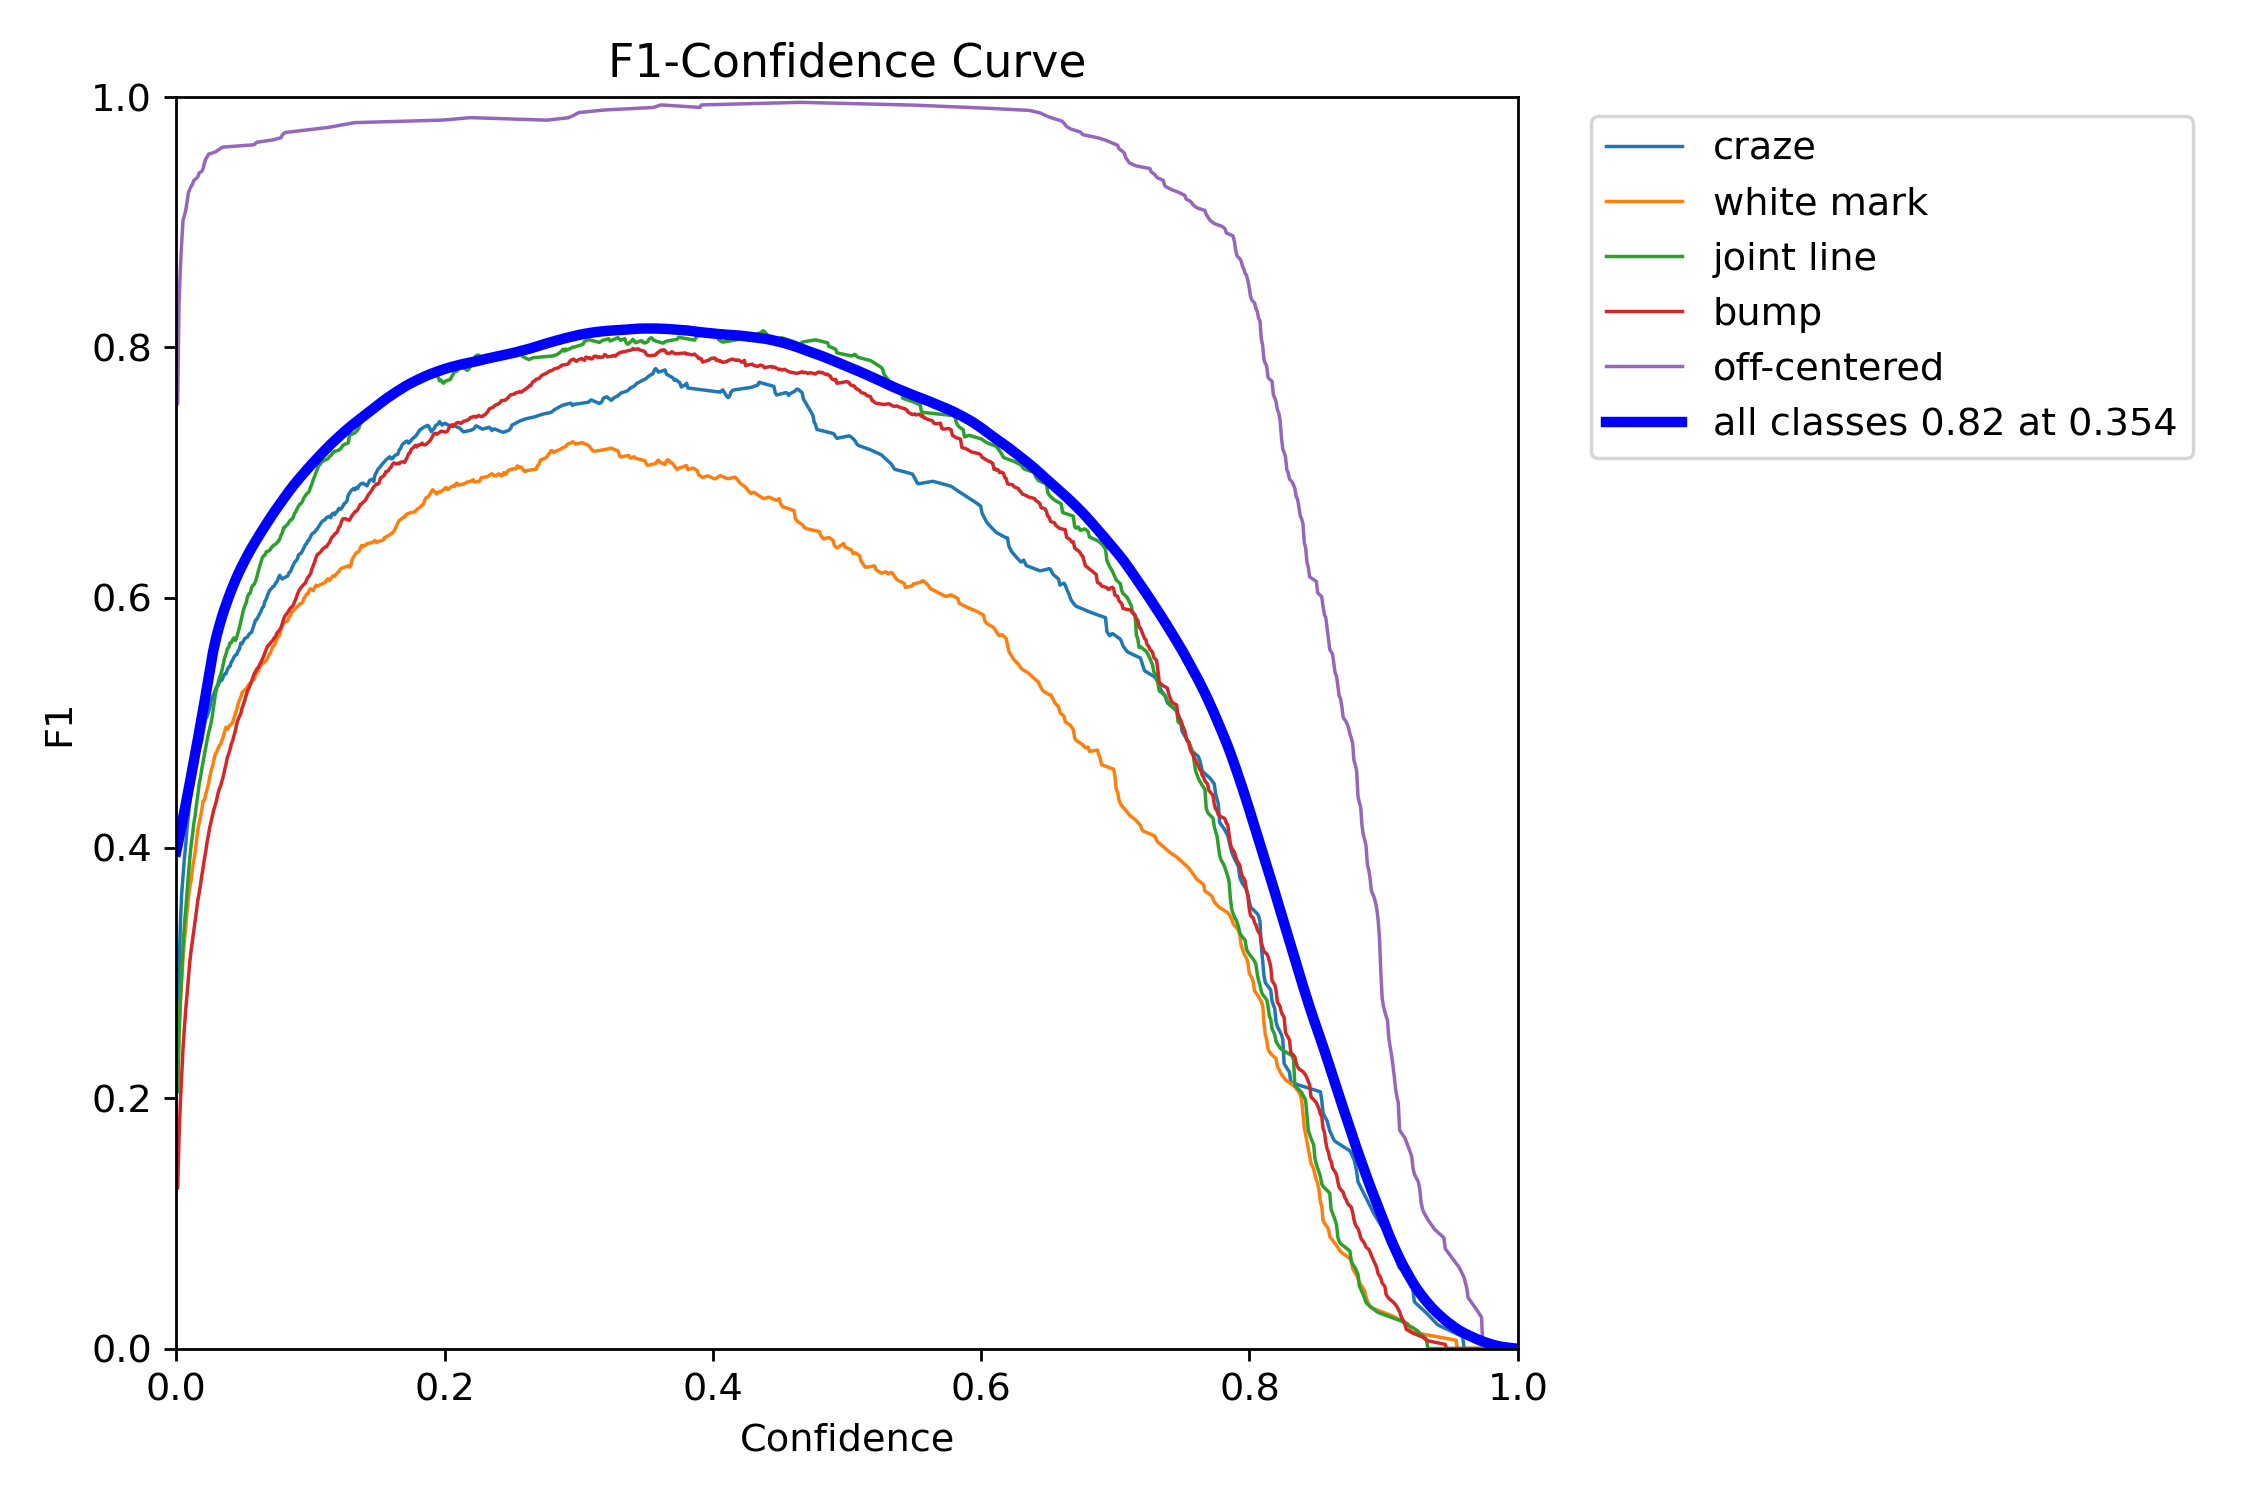 F1-Confidence Curve
1.0
0.8
0.6
0.4
0.2
0.0
F1
0.0 0.2 0.4 0.6 0.8 1.0
Confidence
craze
white mark
joint line
bump
off-centered
all classes 0.82 at 0.354